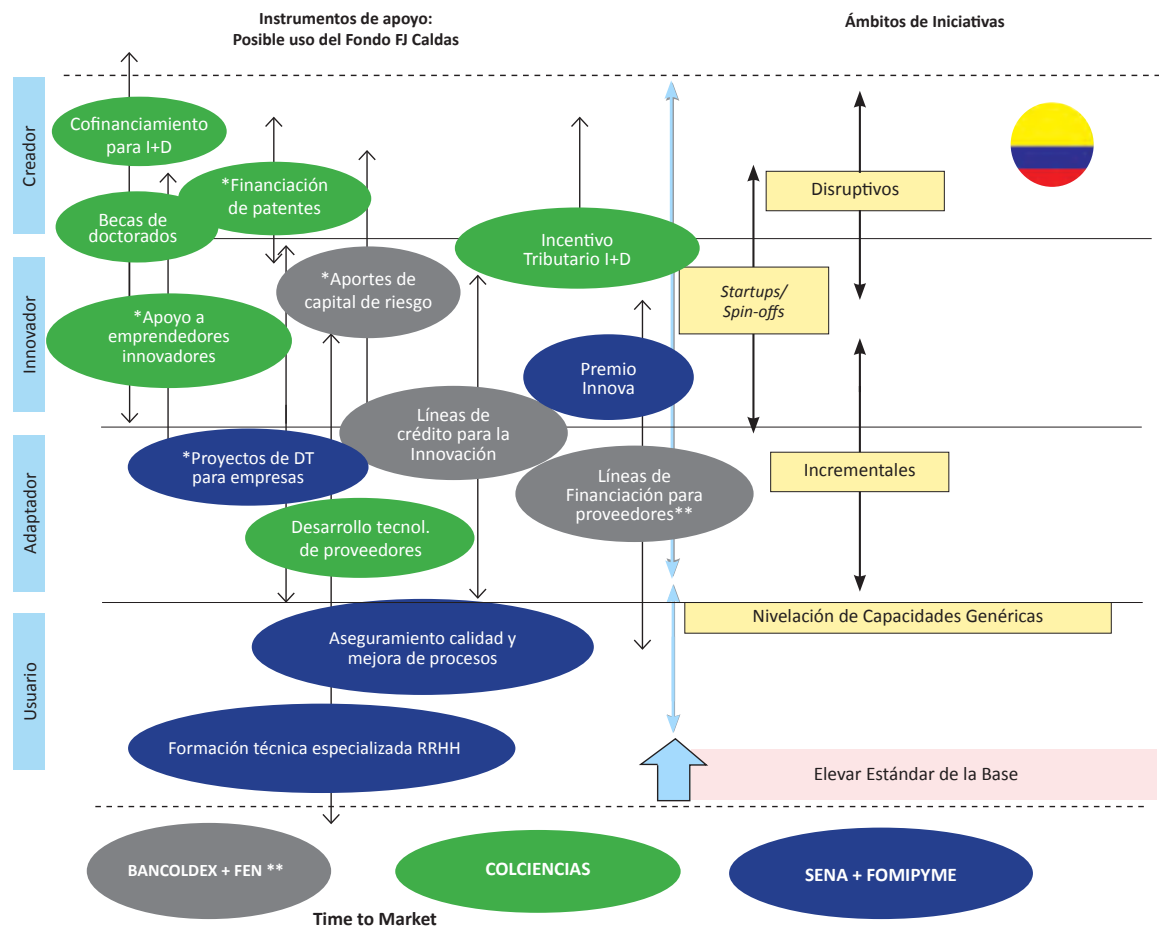 Instrumentos de apoyo:
Posible uso del Fondo FJ Caldas
Ámbitos de Iniciativas
Creador
Cofinanciamiento
para I+D
*Financiación
de patentes
Becas de
doctorados
Incentivo
Tributario I+D
Disruptivos
Innovador
*Aportes de
capital de riesgo
*Apoyo a
emprendedores
innovadores
Startups/
Spin-offs
Premio
Innova
Líneas de
crédito para la
Innovación
Adaptador
*Proyectos de DT
para empresas
Líneas de
Financiación para
proveedores**
Incrementales
Desarrollo tecnol.
de proveedores
Nivelación de Capacidades Genéricas
Usuario
Aseguramiento calidad y
mejora de procesos
Formación técnica especializada RRHH
Elevar Estándar de la Base
BANCOLDEX + FEN **
COLCIENCIAS
SENA + FOMIPYME
Time to Market